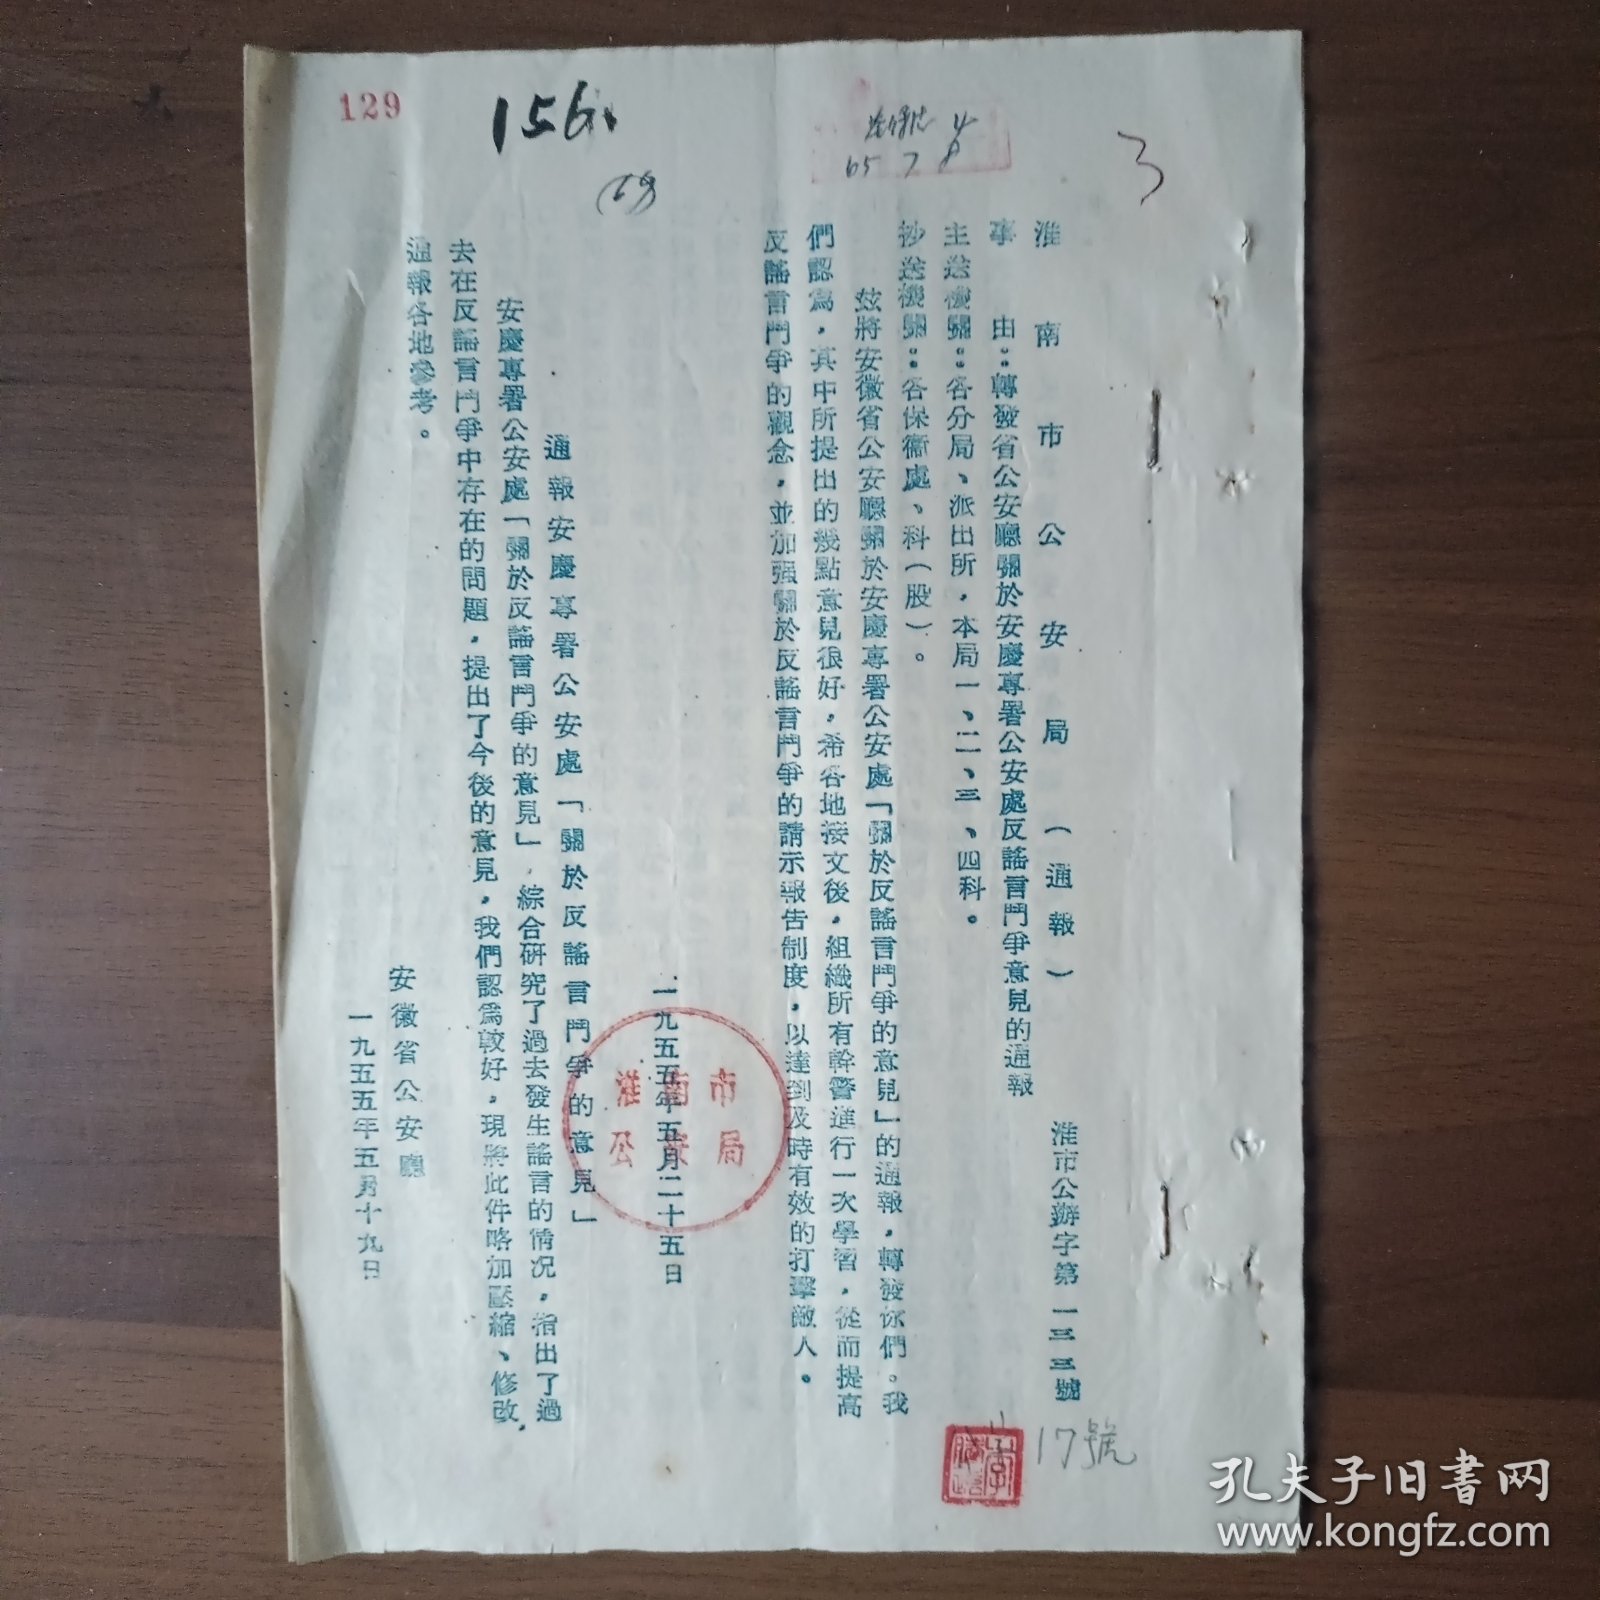 129
156
(69)
65 7 8
3
淮南市公安局(通報)
淮市公辦字第一三三號
17號
事 由:轉發省公安廳關於安慶專署公安處反謠言鬥爭意見的通報
主送機關:各分局、派出所,本局一、二、三、四科。
抄送機關:各保衞處、科(股)。
茲將安徽省公安廳關於安慶專署公安處「關於反謠言鬥爭的意見」的通報,轉發你們。我
們認爲,其中所提出的幾點意見很好,希各地接文後,組織所有幹警進行一次學習,從而提高
反謠言鬥爭的觀念,並加强關於反謠言鬥爭的請示報告制度,以達到及時有效的打擊敵人。
一九五五年五月二十五日
淮南市
公安局
通報安慶專署公安處「關於反謠言鬥爭的意見」
安慶專署公安處「關於反謠言鬥爭的意見」,綜合研究了過去發生謠言的情况,指出了過
去在反謠言鬥爭中存在的問題,提出了今後的意見,我們認爲較好,現將此件略加壓縮、修改,
通報各地參考。
安徽省公安廳
一九五五年五月十九日
孔夫子旧书网
www.kongfz.com